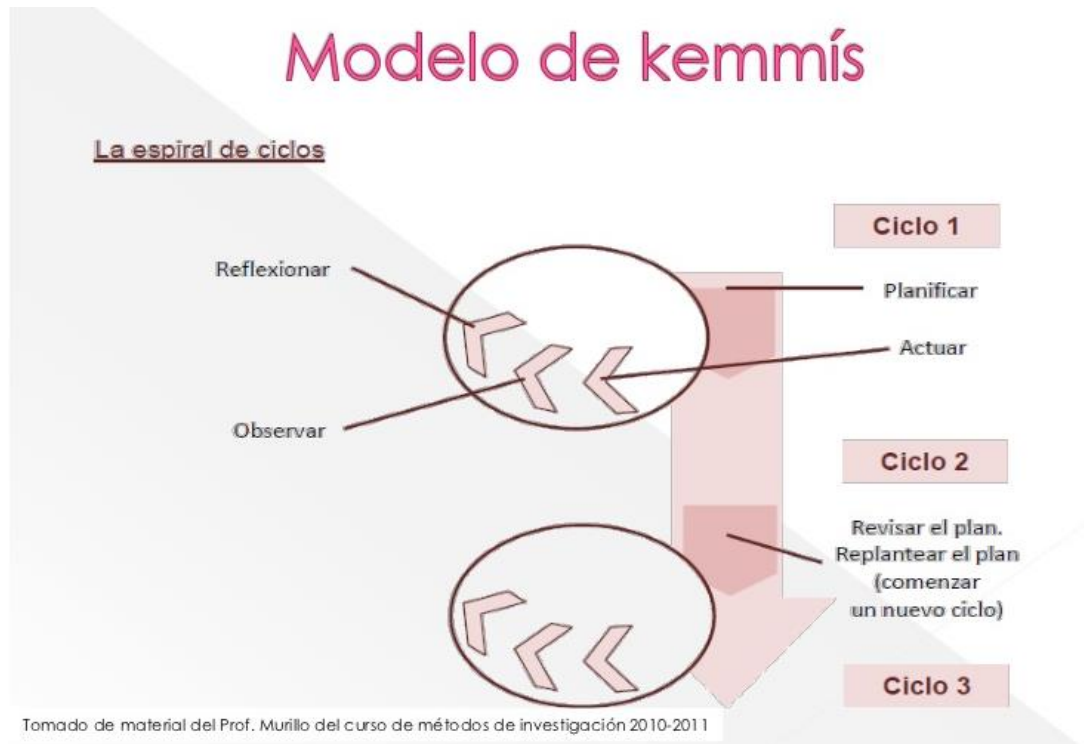 Modelo de kemmís
La espiral de ciclos
Ciclo 1
Reflexionar
Planificar
Actuar
Observar
Ciclo 2
Revisar el plan.
Replantear el plan
(comenzar
un nuevo ciclo)
Ciclo 3
Tomado de material del Prof. Murillo del curso de métodos de investigación 2010-2011